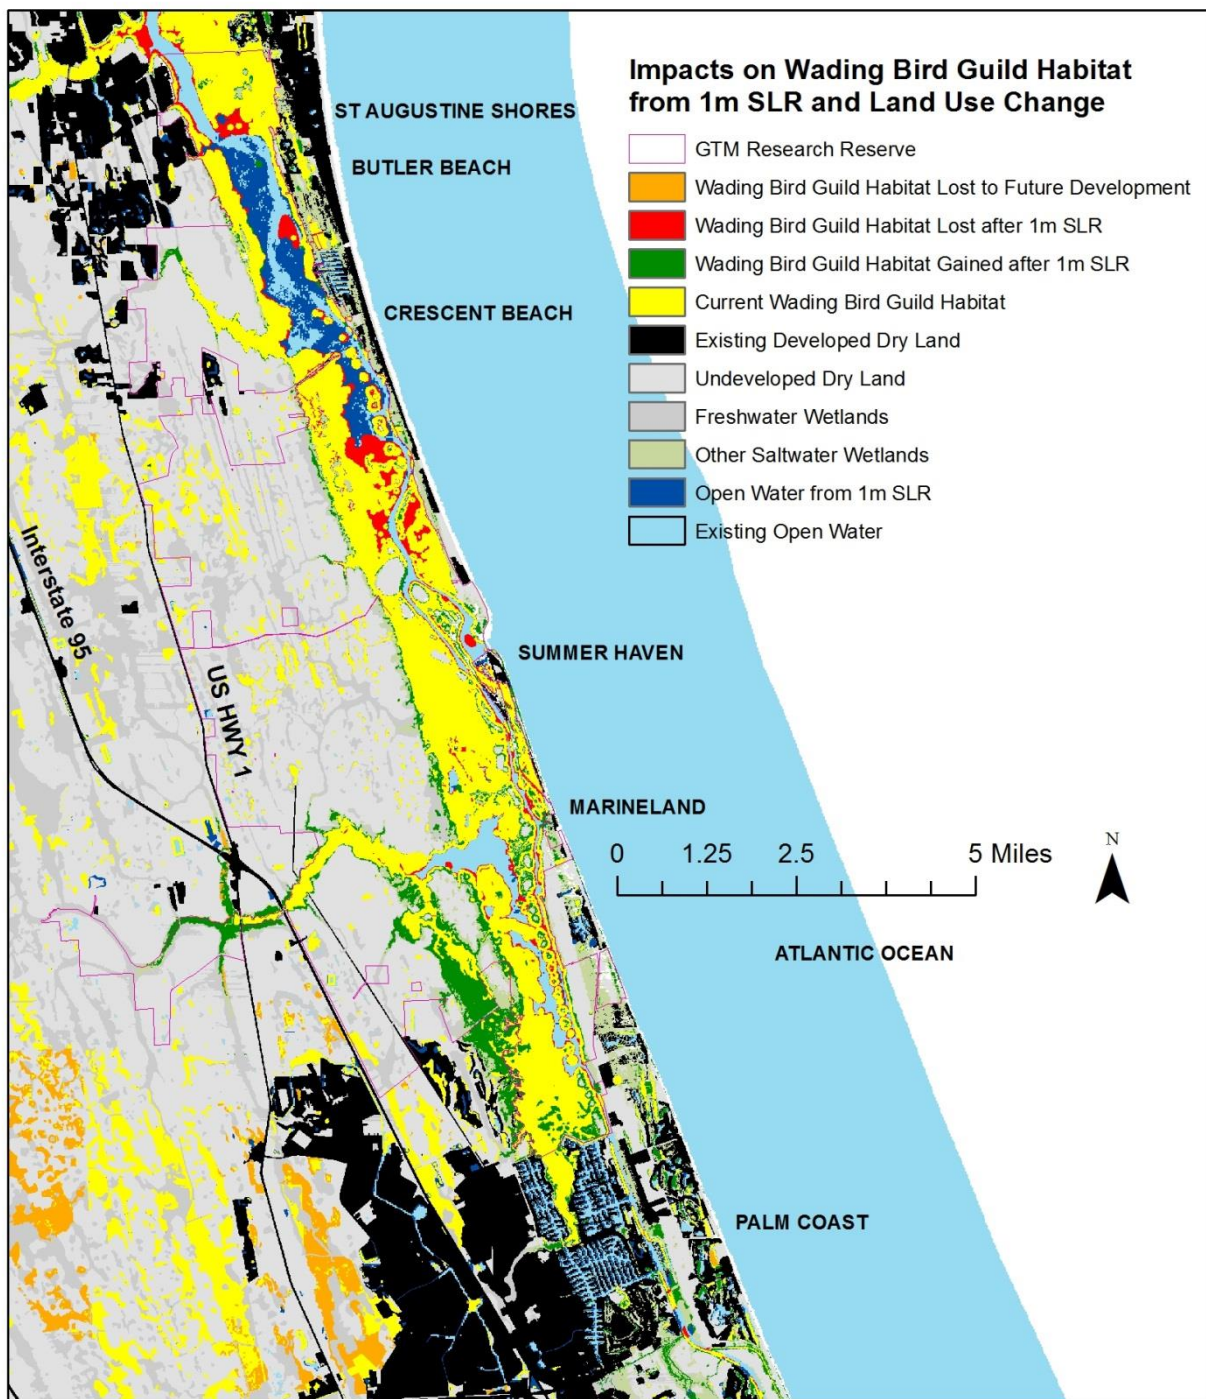 Impacts on Wading Bird Guild Habitat
from 1m SLR and Land Use Change
GTM Research Reserve
Wading Bird Guild Habitat Lost to Future Development
Wading Bird Guild Habitat Lost after 1m SLR
Wading Bird Guild Habitat Gained after 1m SLR
Current Wading Bird Guild Habitat
Existing Developed Dry Land
Undeveloped Dry Land
Freshwater Wetlands
Other Saltwater Wetlands
Open Water from 1m SLR
Existing Open Water
ST AUGUSTINE SHORES
BUTLER BEACH
CRESCENT BEACH
Interstate 95
US HWY 1
SUMMER HAVEN
MARINELAND
0 1.25 2.5 5 Miles
N
ATLANTIC OCEAN
PALM COAST